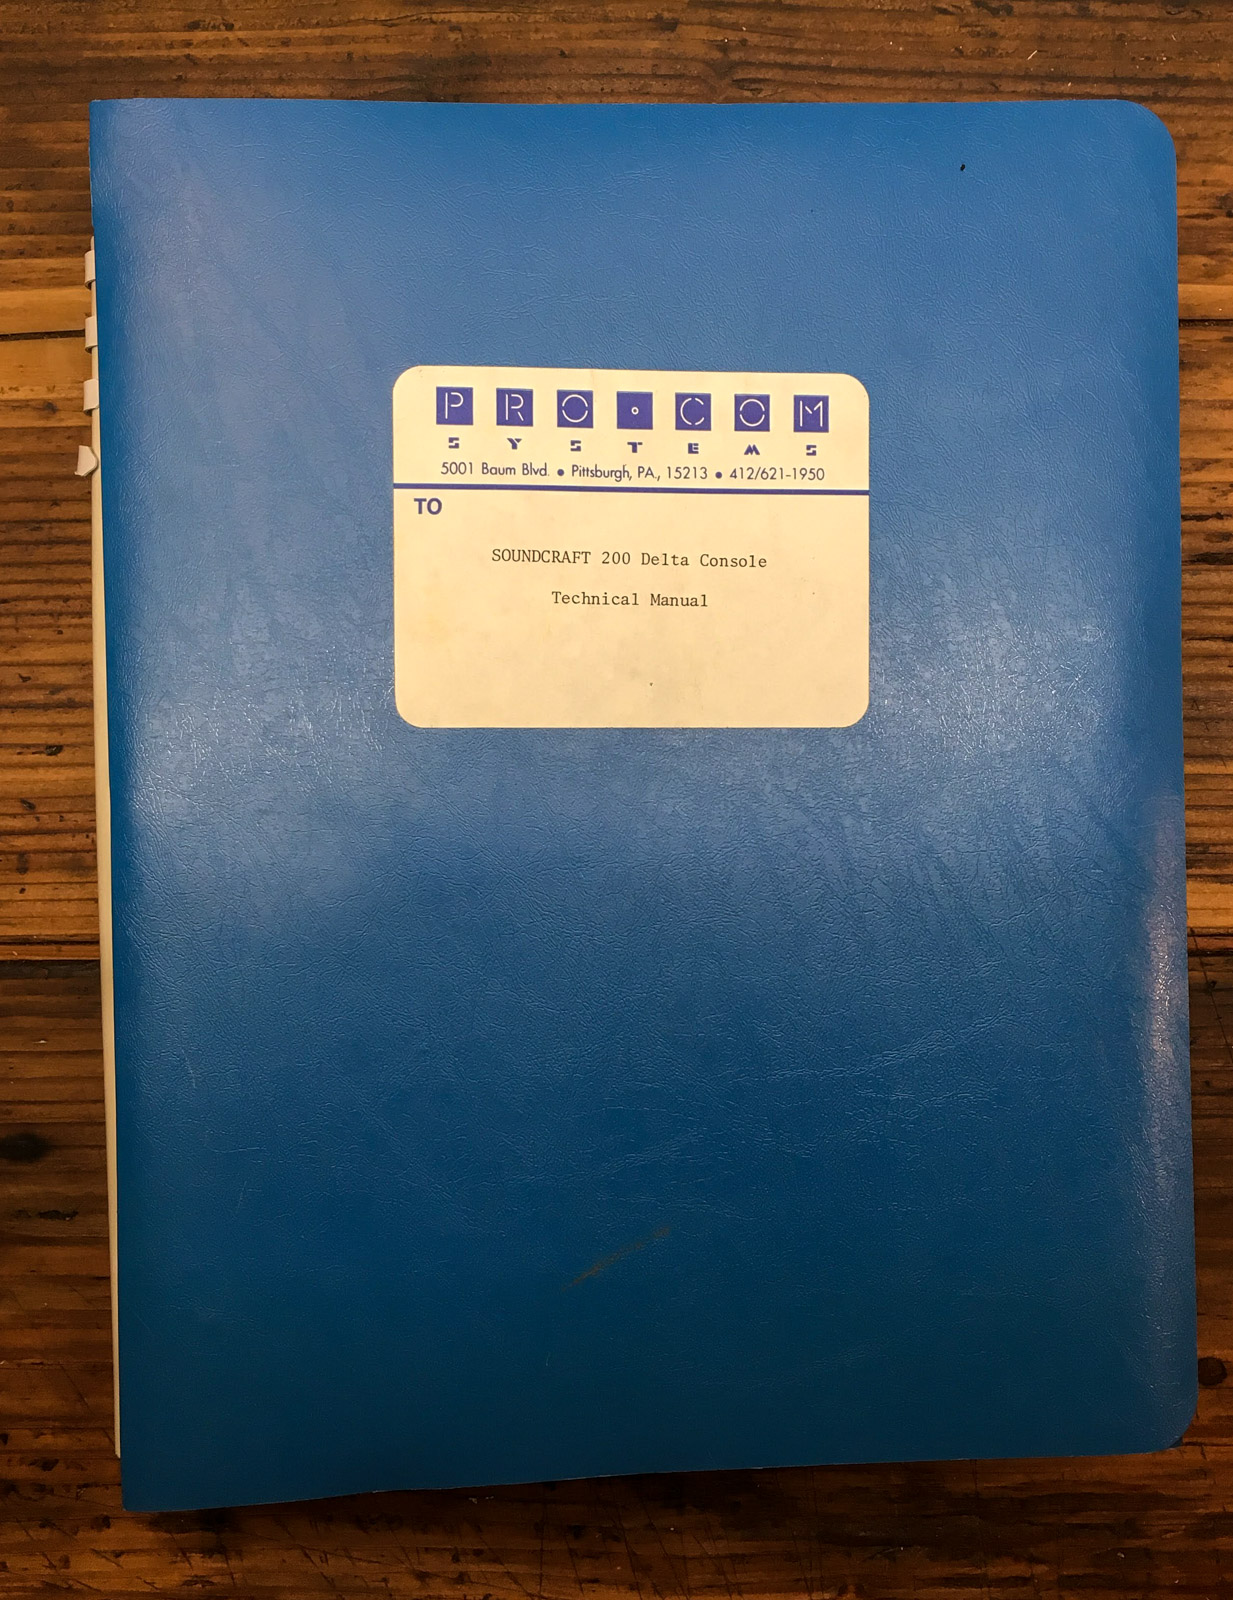 PRO•COM
SYSTEMS
5001 Baum Blvd. • Pittsburgh, PA., 15213 • 412/621-1950
TO
SOUNDCRAFT 200 Delta Console
Technical Manual